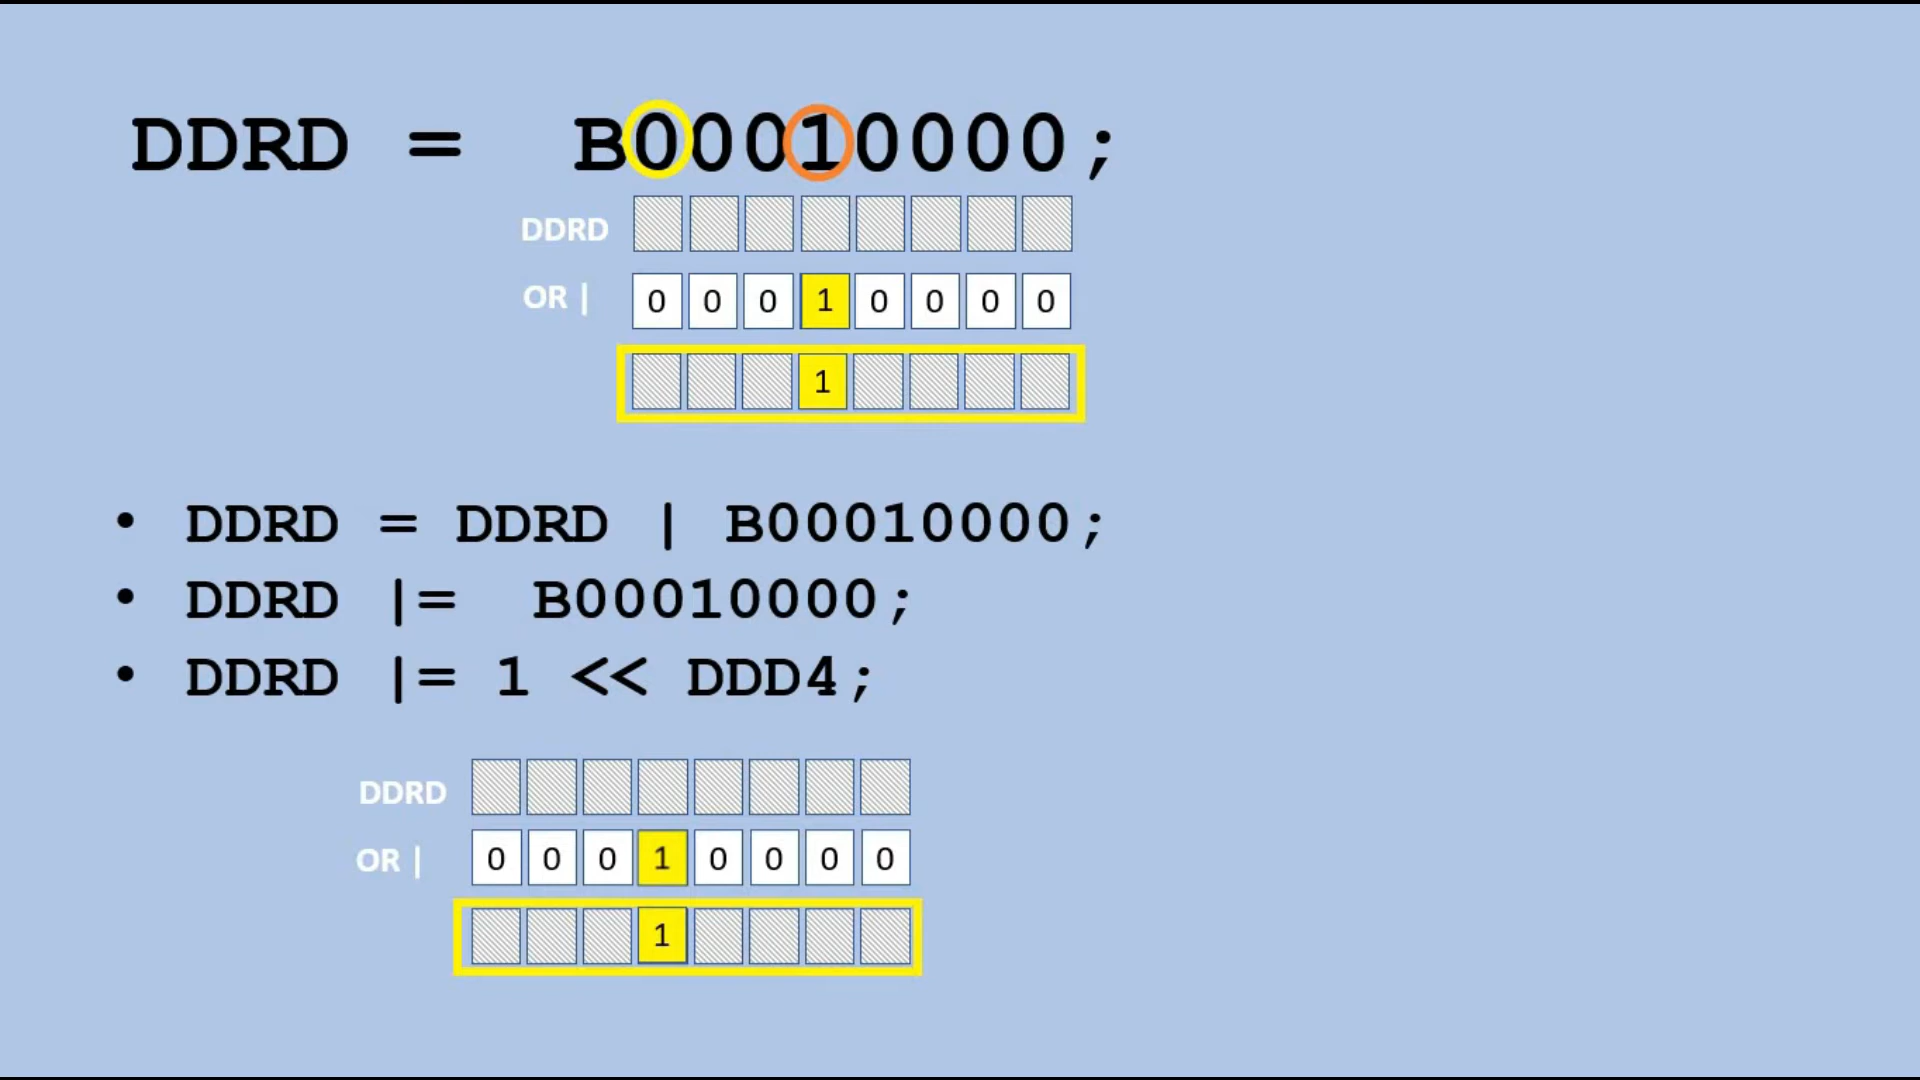 DDRD = B00010000;
DDRD
OR | 0 0 0 1 0 0 0 0
1
• DDRD = DDRD | B00010000;
• DDRD |= B00010000;
• DDRD |= 1 << DDD4;
DDRD
OR | 0 0 0 1 0 0 0 0
1